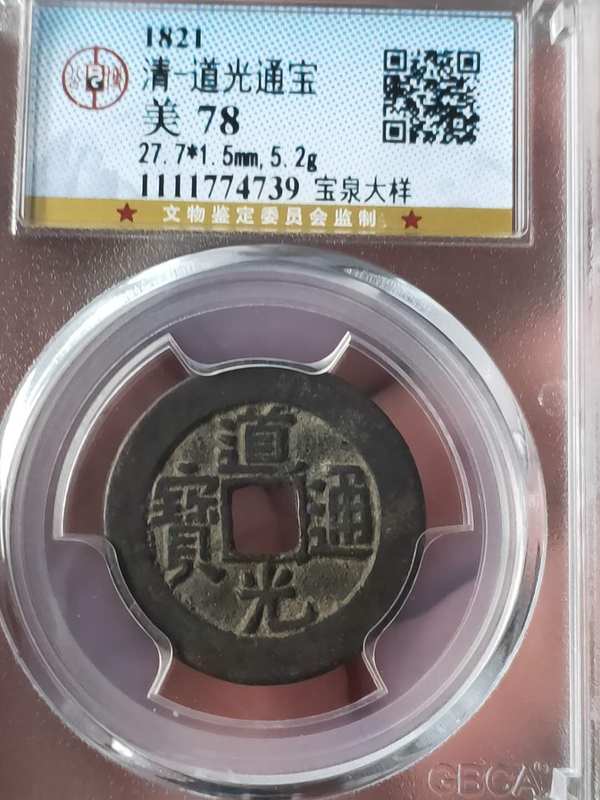 1821
清-道光通宝
美 78
27.7*1.5mm,5.2g
1111774739 宝泉大样
文物鉴定委员会监制
道光通寶
GBCA